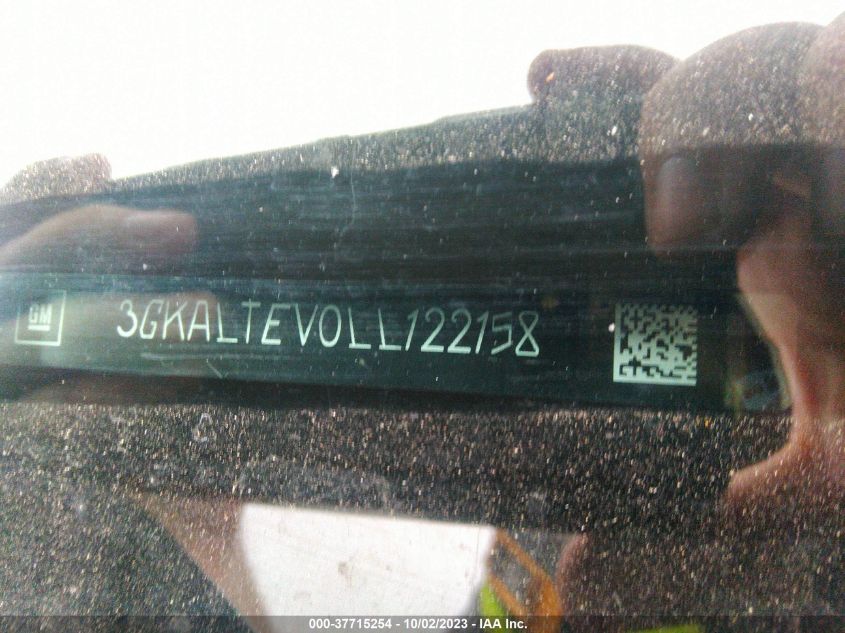 GM
3GKALTEV0LL122158
000-37715254 - 10/02/2023 - IAA Inc.